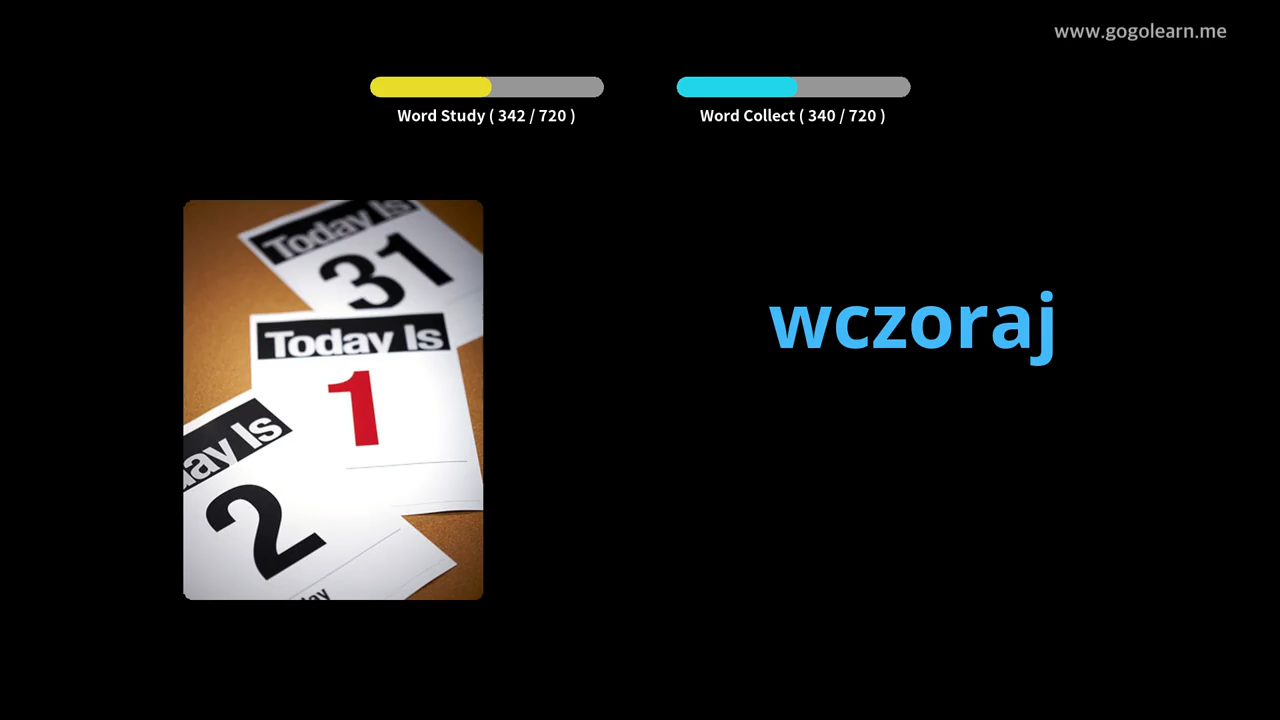 www.gogolearn.me
Word Study ( 342 / 720 )
Word Collect ( 340 / 720 )
Today Is
31
Today Is
1
ay Is
2
wczoraj